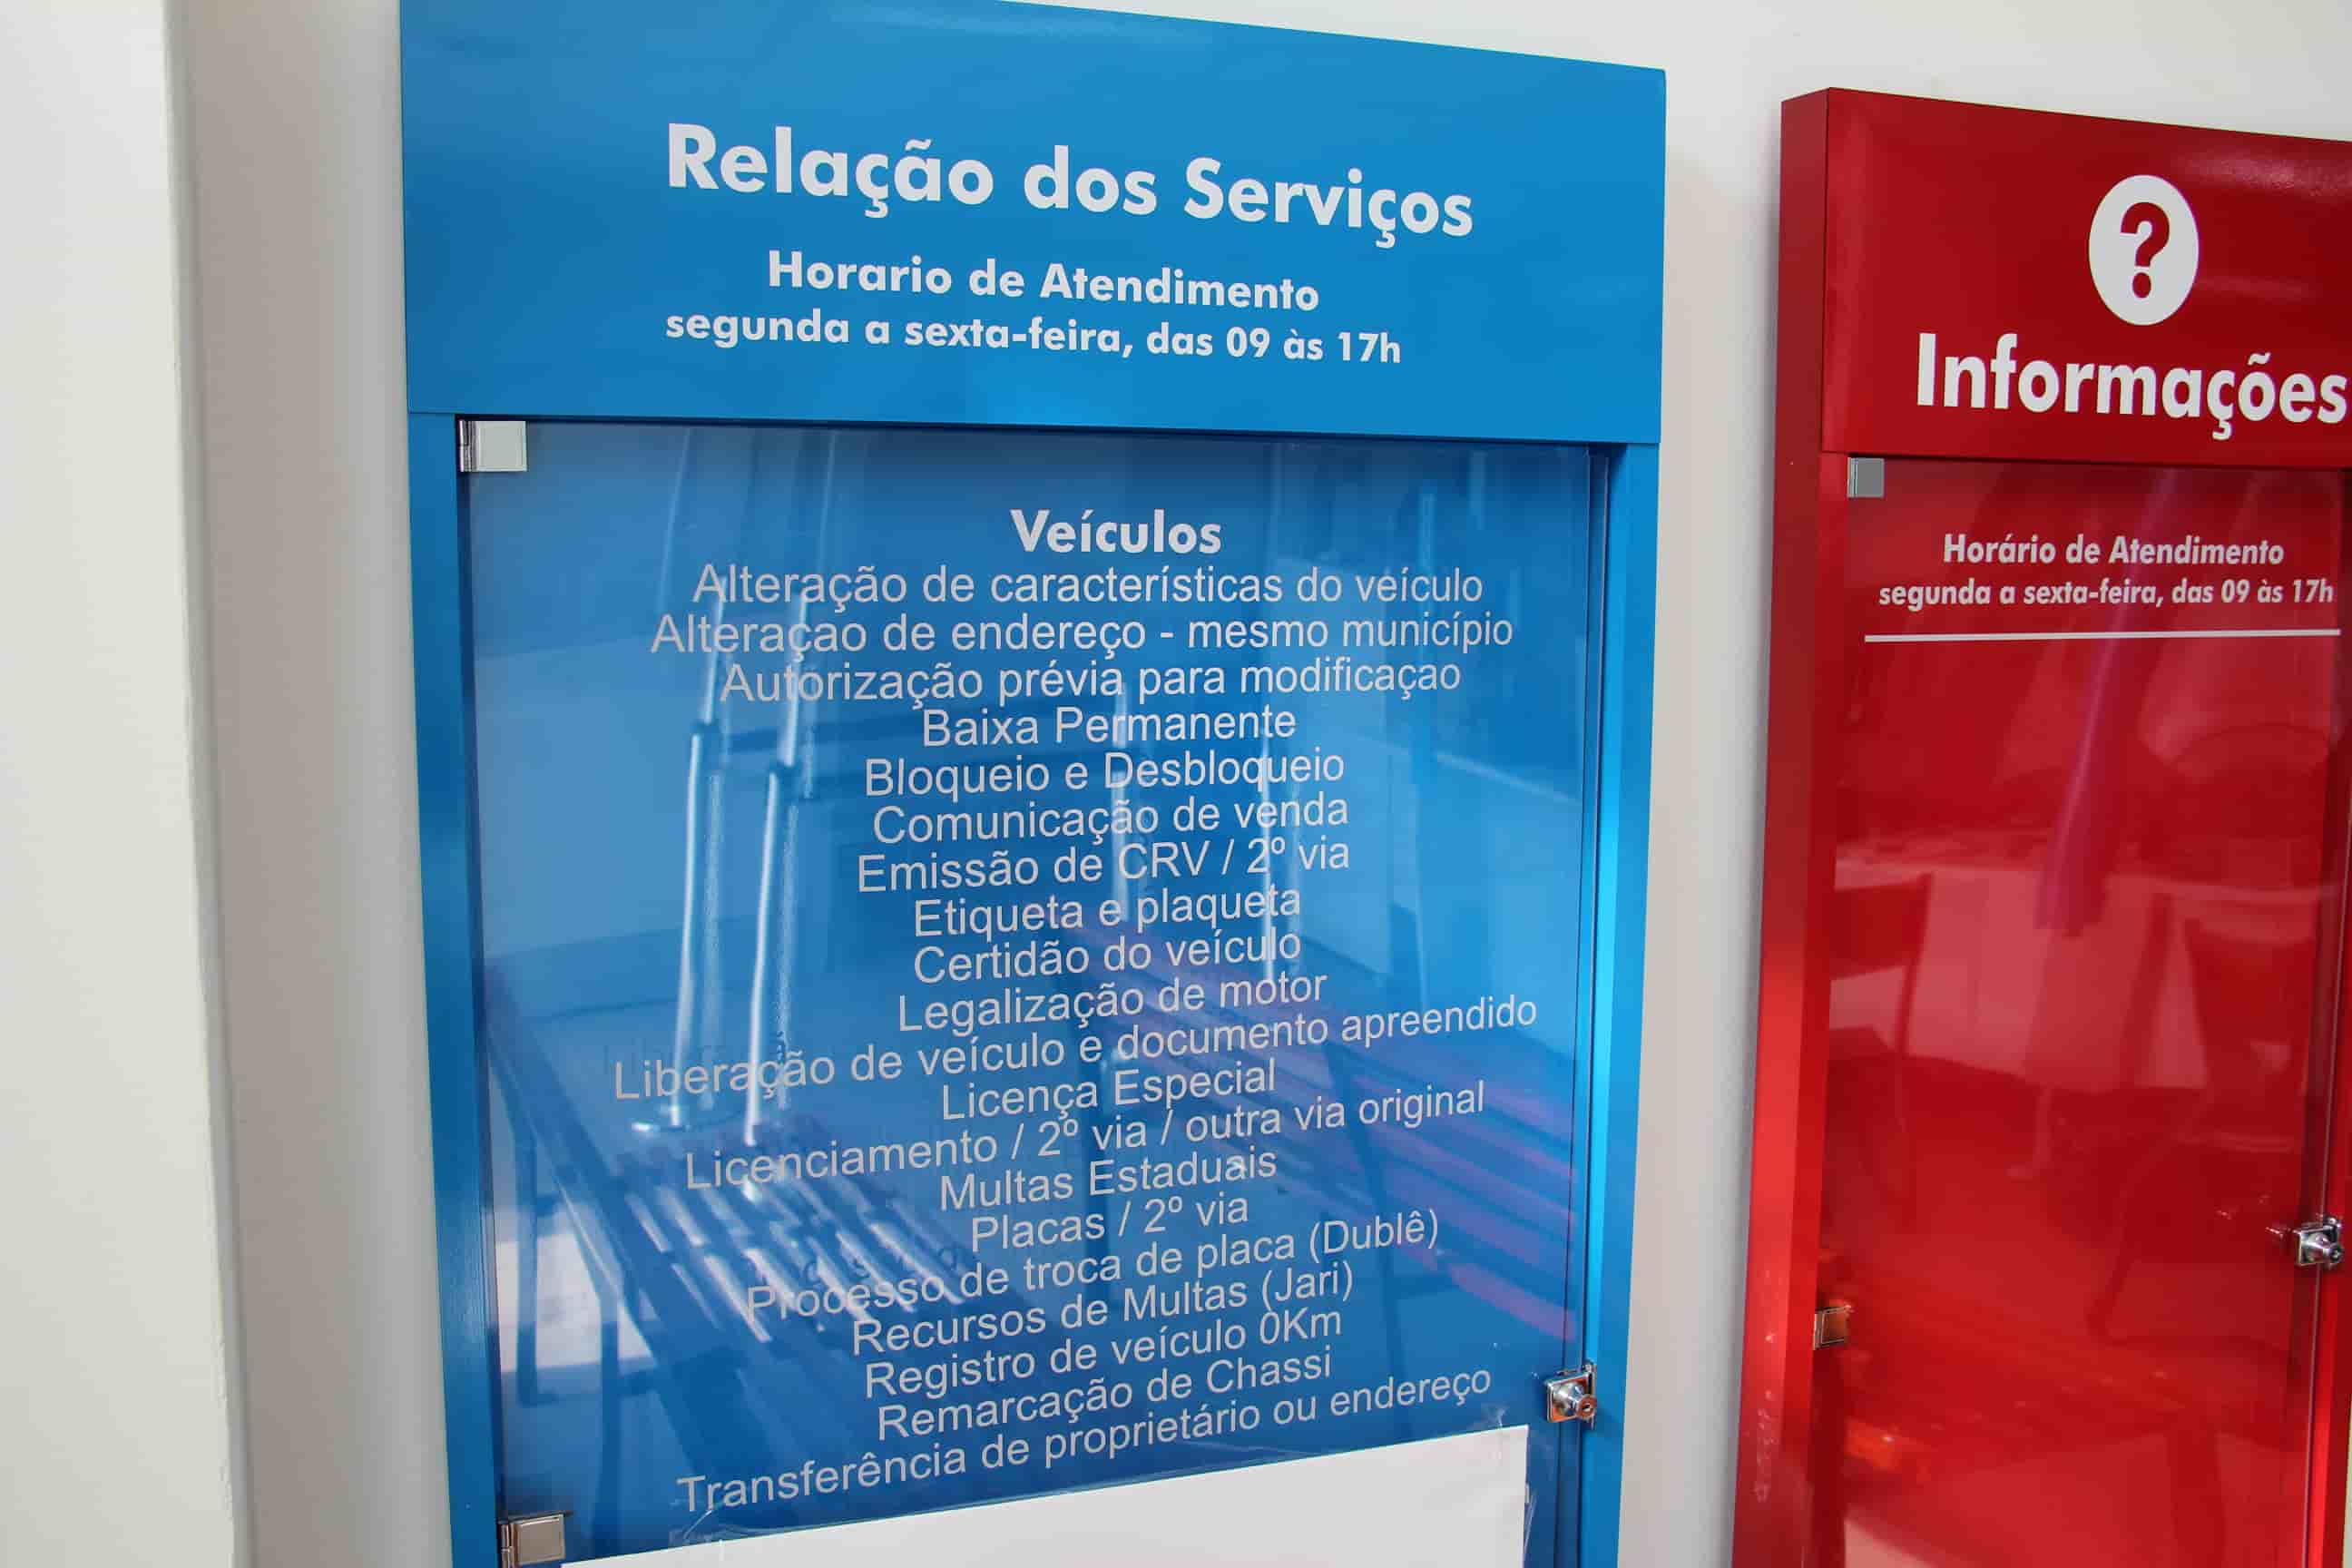 Relação dos Serviços
Horario de Atendimento
segunda a sexta-feira, das 09 às 17h
Veículos
Alteração de características do veículo
Alteraçao de endereço - mesmo município
Autorização prévia para modificaçao
Baixa Permanente
Bloqueio e Desbloqueio
Comunicação de venda
Emissão de CRV / 2º via
Etiqueta e plaqueta
Certidão do veículo
Legalização de motor
Liberação de veículo e documento apreendido
Licença Especial
Licenciamento / 2º via / outra via original
Multas Estaduais
Placas / 2º via
Processo de troca de placa (Dublê)
Recursos de Multas (Jari)
Registro de veículo 0Km
Remarcação de Chassi
Transferência de proprietário ou endereço
?
Informações
Horário de Atendimento
segunda a sexta-feira, das 09 às 17h